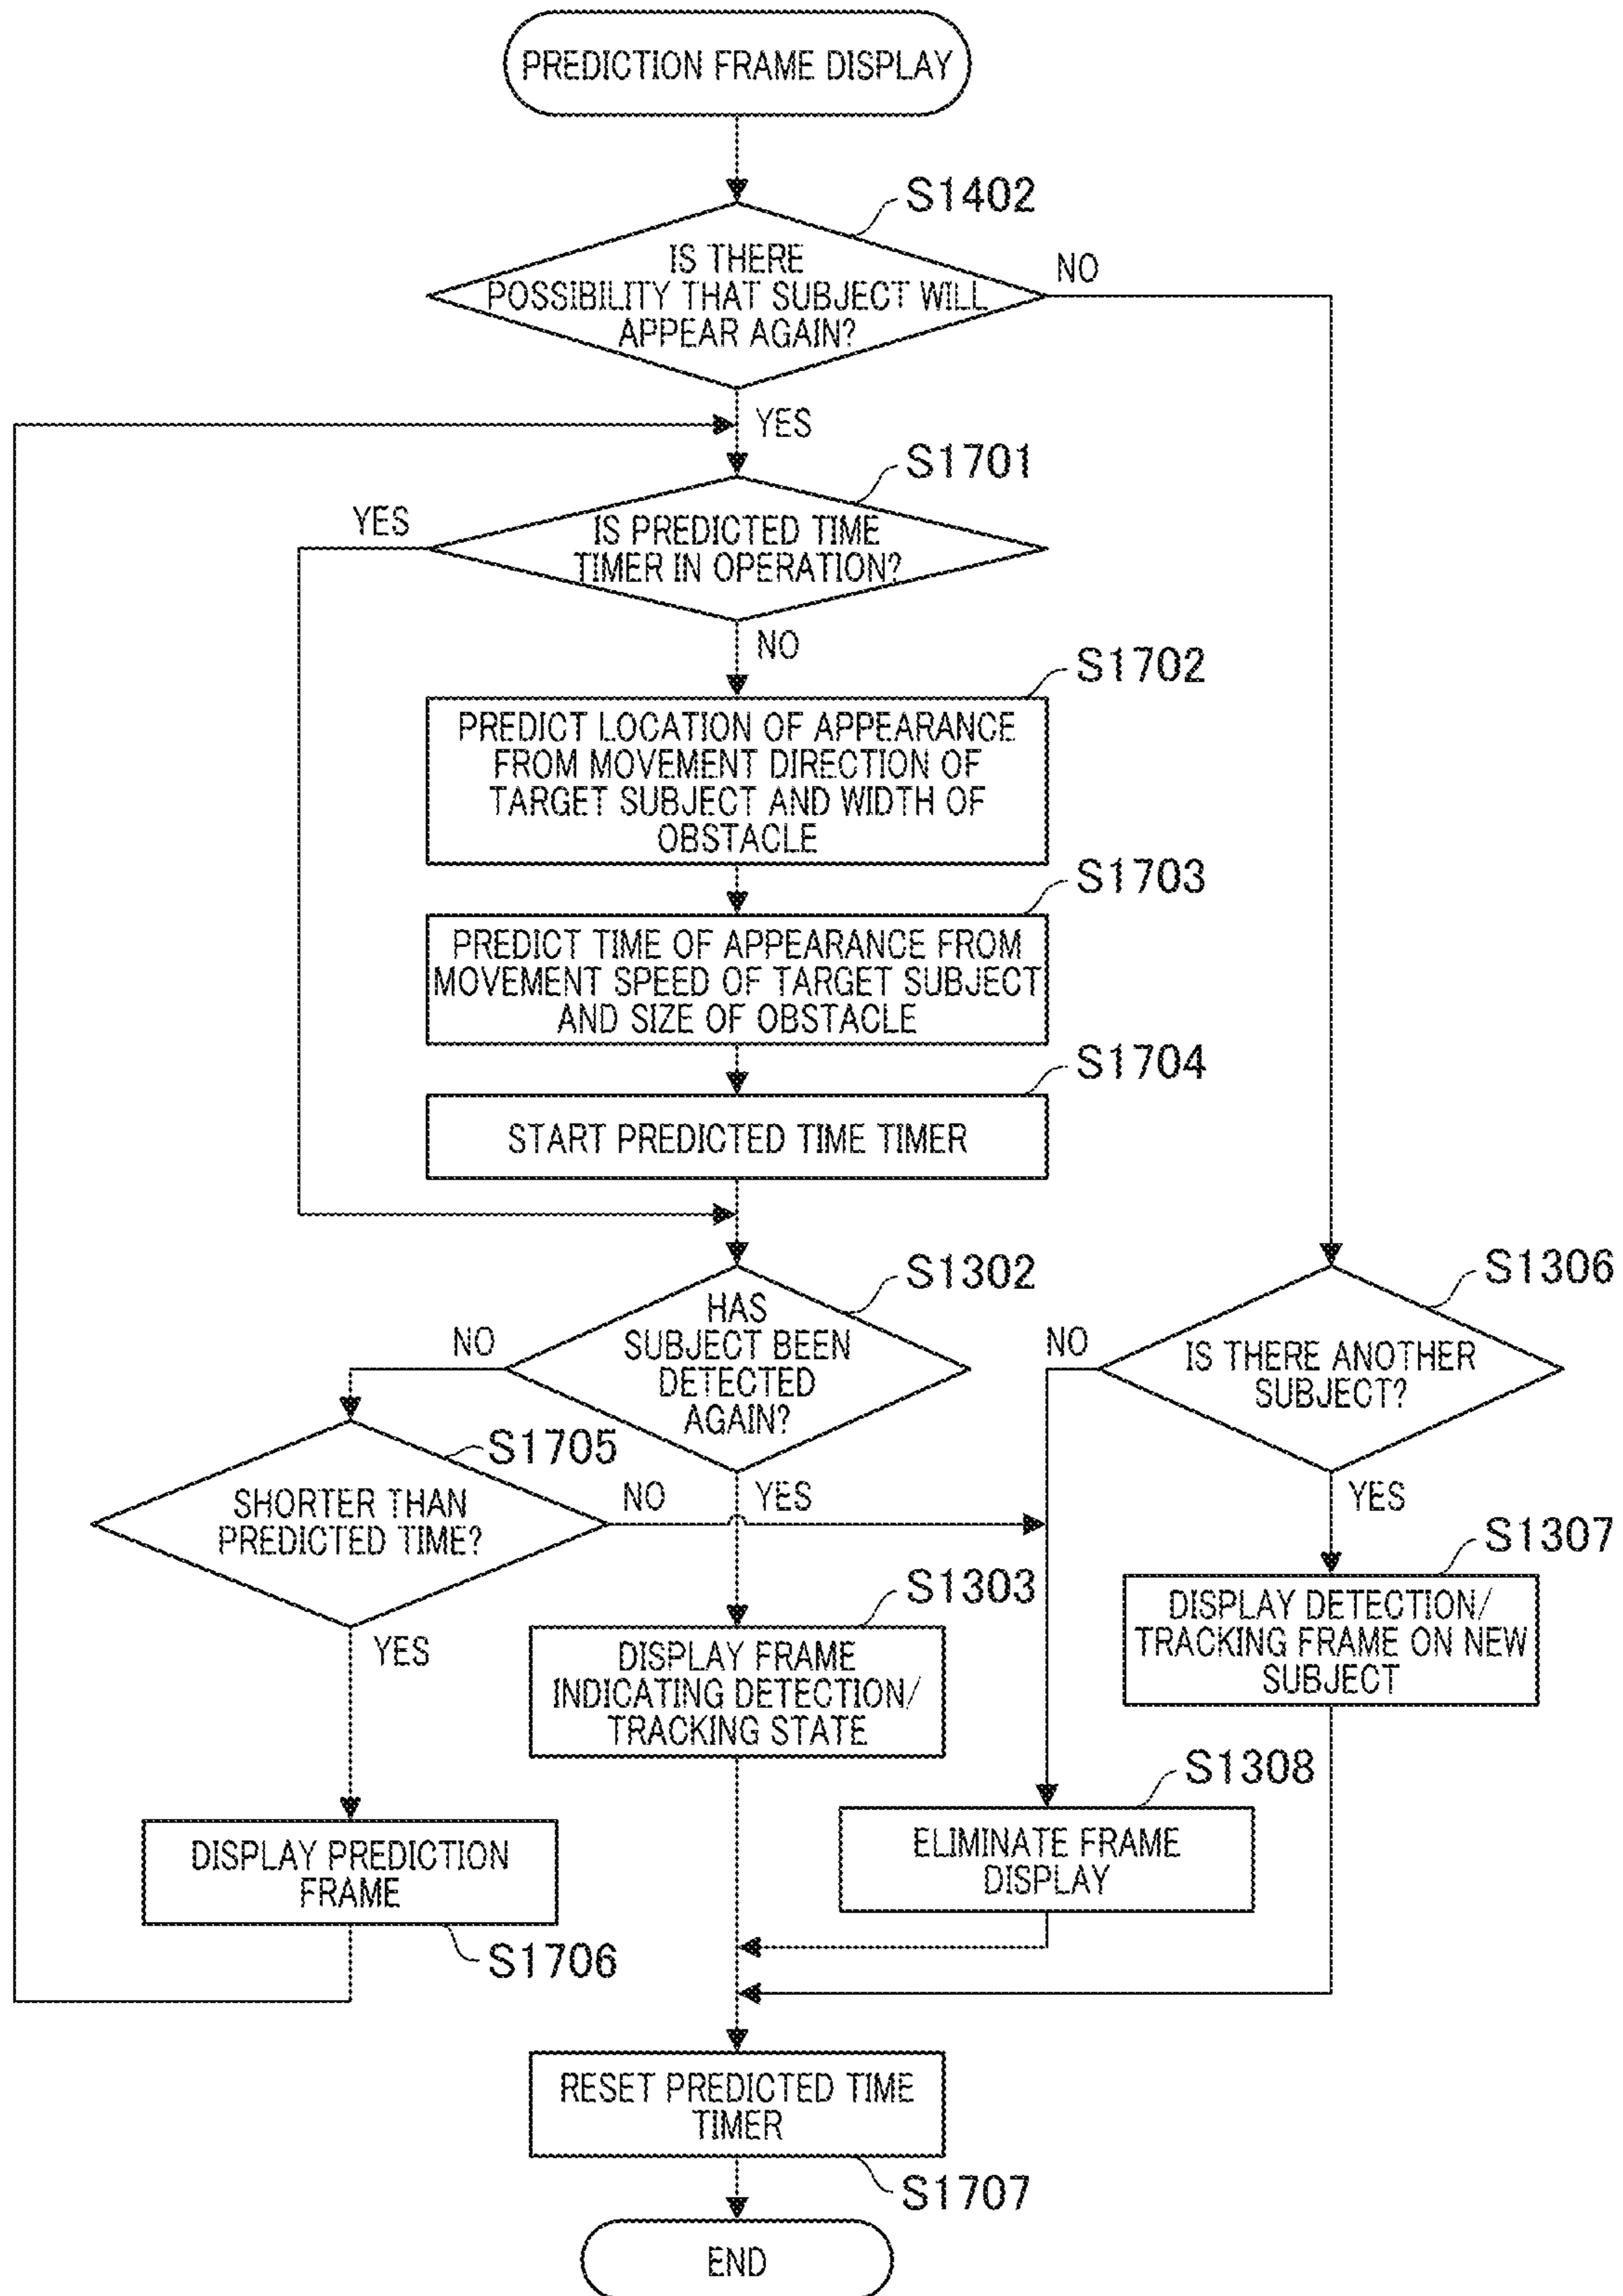 PREDICTION FRAME DISPLAY
S1402
IS THERE
POSSIBILITY THAT SUBJECT WILL
APPEAR AGAIN?
NO
YES
S1701
YES
IS PREDICTED TIME
TIMER IN OPERATION?
NO
S1702
PREDICT LOCATION OF APPEARANCE
FROM MOVEMENT DIRECTION OF
TARGET SUBJECT AND WIDTH OF
OBSTACLE
S1703
PREDICT TIME OF APPEARANCE FROM
MOVEMENT SPEED OF TARGET SUBJECT
AND SIZE OF OBSTACLE
S1704
START PREDICTED TIME TIMER
S1302
HAS
SUBJECT BEEN
DETECTED
AGAIN?
NO
YES
S1306
IS THERE ANOTHER
SUBJECT?
NO
YES
S1705
SHORTER THAN
PREDICTED TIME?
NO
YES
S1303
DISPLAY FRAME
INDICATING DETECTION/
TRACKING STATE
S1307
DISPLAY DETECTION/
TRACKING FRAME ON NEW
SUBJECT
S1308
ELIMINATE FRAME
DISPLAY
DISPLAY PREDICTION
FRAME
S1706
RESET PREDICTED TIME
TIMER
S1707
END